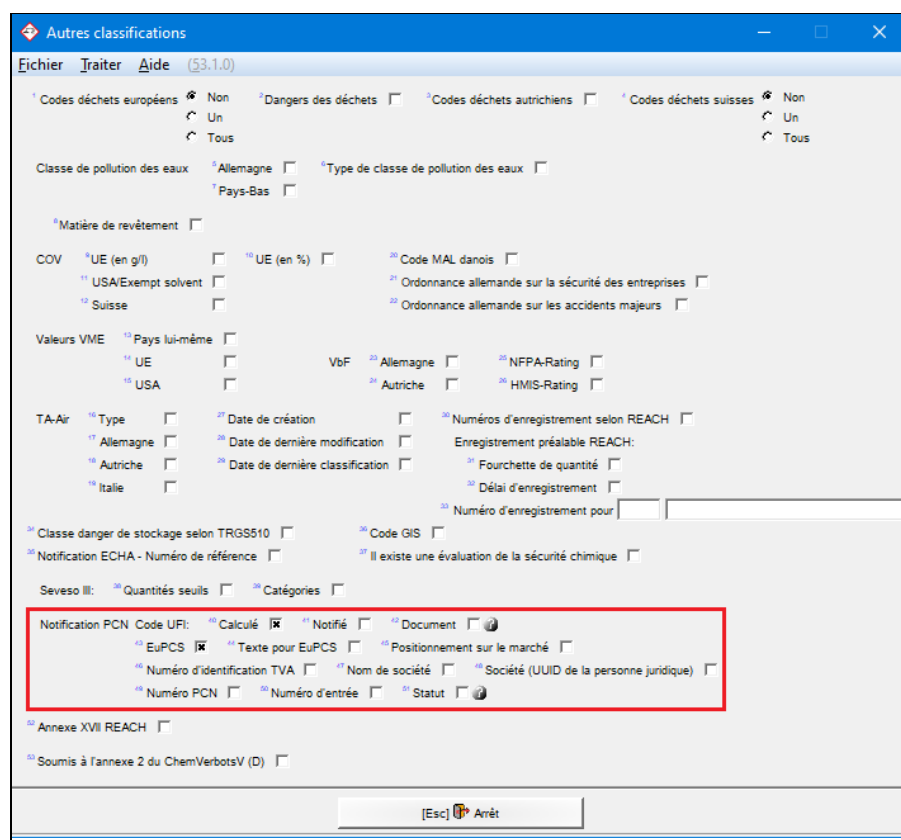 Autres classifications
Fichier Traiter Aide (53.1.0)
1 Codes déchets européens Non 2 Dangers des déchets 3 Codes déchets autrichiens 4 Codes déchets suisses Non
Un Un
Tous Tous
Classe de pollution des eaux 5 Allemagne 6 Type de classe de pollution des eaux
7 Pays-Bas
8 Matière de revêtement
COV 9 UE (en g/l) 10 UE (en %) 20 Code MAL danois
11 USA/Exempt solvent 21 Ordonnance allemande sur la sécurité des entreprises
12 Suisse 22 Ordonnance allemande sur les accidents majeurs
Valeurs VME 13 Pays lui-même
14 UE VbF 23 Allemagne 25 NFPA-Rating
15 USA 24 Autriche 26 HMIS-Rating
TA-Air 16 Type 27 Date de création 30 Numéros d'enregistrement selon REACH
17 Allemagne 28 Date de dernière modification Enregistrement préalable REACH:
18 Autriche 29 Date de dernière classification 31 Fourchette de quantité
19 Italie 32 Délai d'enregistrement
33 Numéro d'enregistrement pour
34 Classe danger de stockage selon TRGS510 36 Code GIS
35 Notification ECHA - Numéro de référence 37 Il existe une évaluation de la sécurité chimique
Seveso III: 38 Quantités seuils 39 Catégories
Notification PCN Code UFI: 40 Calculé 41 Notifié 42 Document
43 EuPCS 44 Texte pour EuPCS 45 Positionnement sur le marché
46 Numéro d'identification TVA 47 Nom de société 48 Société (UUID de la personne juridique)
49 Numéro PCN 50 Numéro d'entrée 51 Statut
52 Annexe XVII REACH
53 Soumis à l'annexe 2 du ChemVerbotsV (D)
[Esc] Arrêt